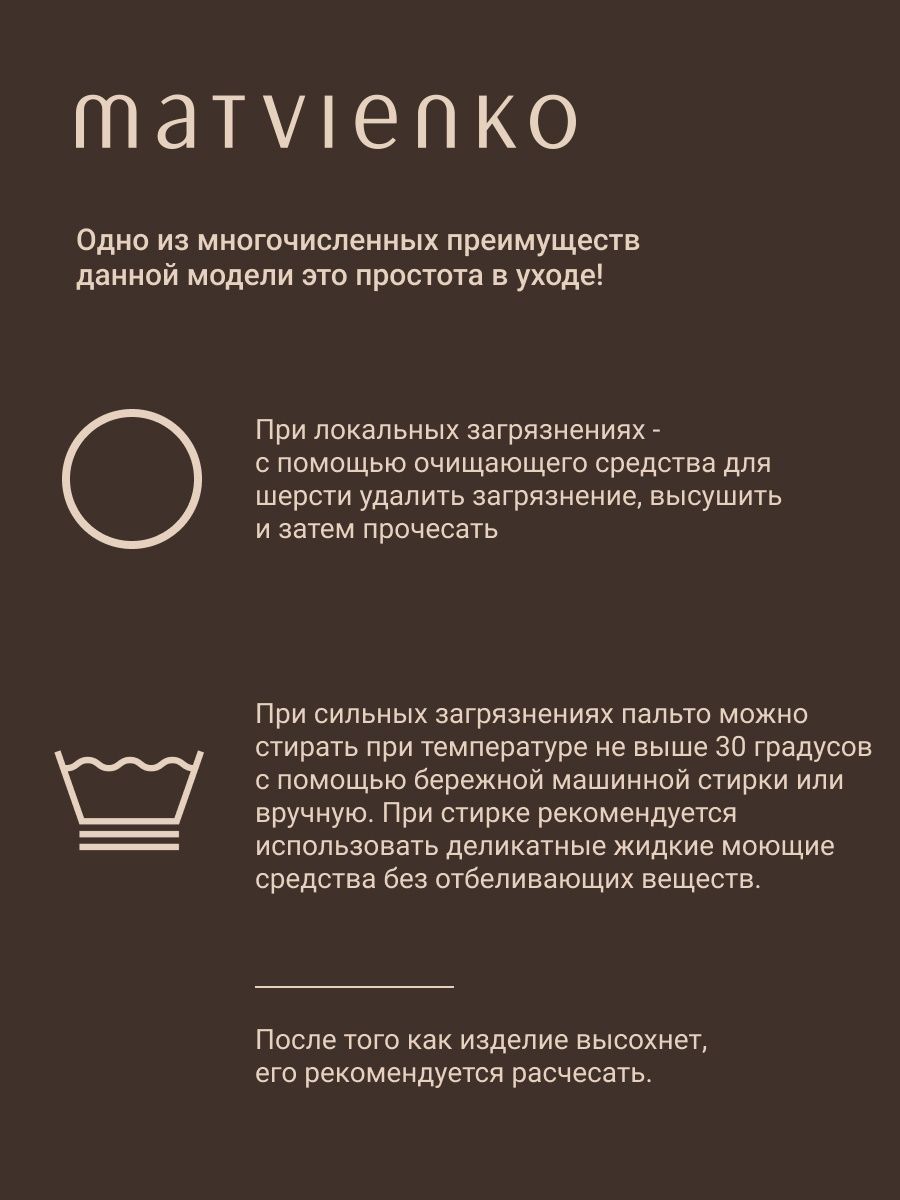 matvienko
Одно из многочисленных преимуществ
данной модели это простота в уходе!
При локальных загрязнениях -
с помощью очищающего средства для
шерсти удалить загрязнение, высушить
и затем прочесать
При сильных загрязнениях пальто можно
стирать при температуре не выше 30 градусов
с помощью бережной машинной стирки или
вручную. При стирке рекомендуется
использовать деликатные жидкие моющие
средства без отбеливающих веществ.
После того как изделие высохнет,
его рекомендуется расчесать.